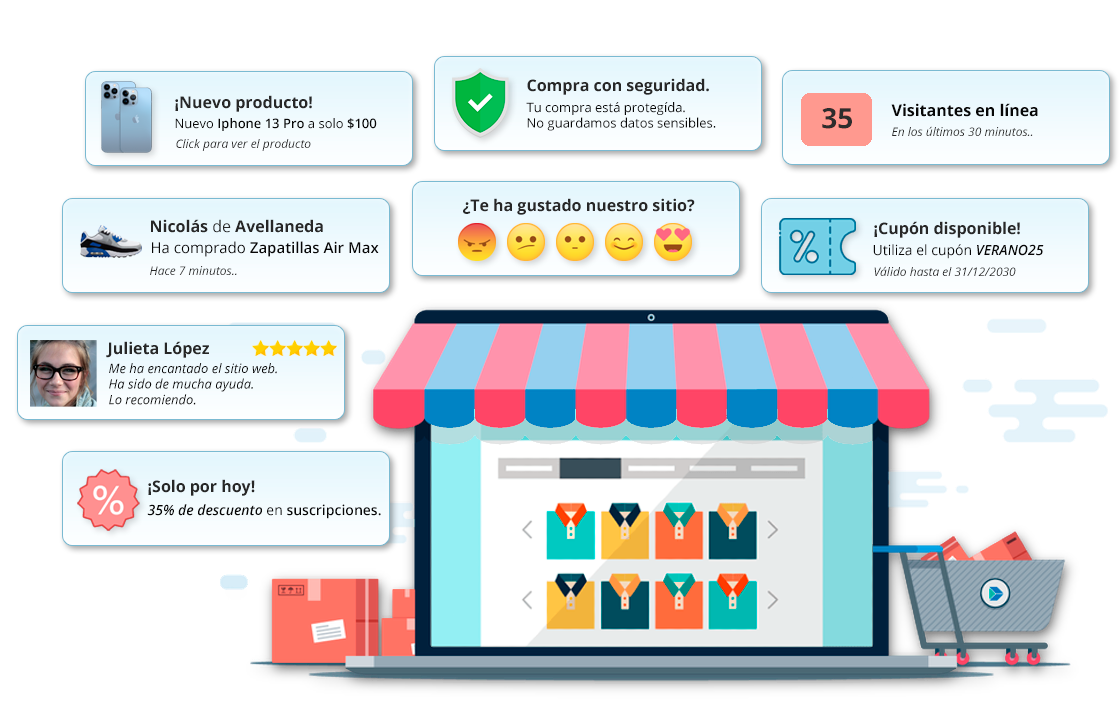 ¡Nuevo producto!
Nuevo Iphone 13 Pro a solo $100
Click para ver el producto
Compra con seguridad.
Tu compra está protegída.
No guardamos datos sensibles.
35
Visitantes en línea
En los últimos 30 minutos..
Nicolás de Avellaneda
Ha comprado Zapatillas Air Max
Hace 7 minutos..
¿Te ha gustado nuestro sitio?
%
¡Cupón disponible!
Utiliza el cupón VERANO25
Válido hasta el 31/12/2030
Julieta López
Me ha encantado el sitio web.
Ha sido de mucha ayuda.
Lo recomiendo.
%
¡Solo por hoy!
35% de descuento en suscripciones.